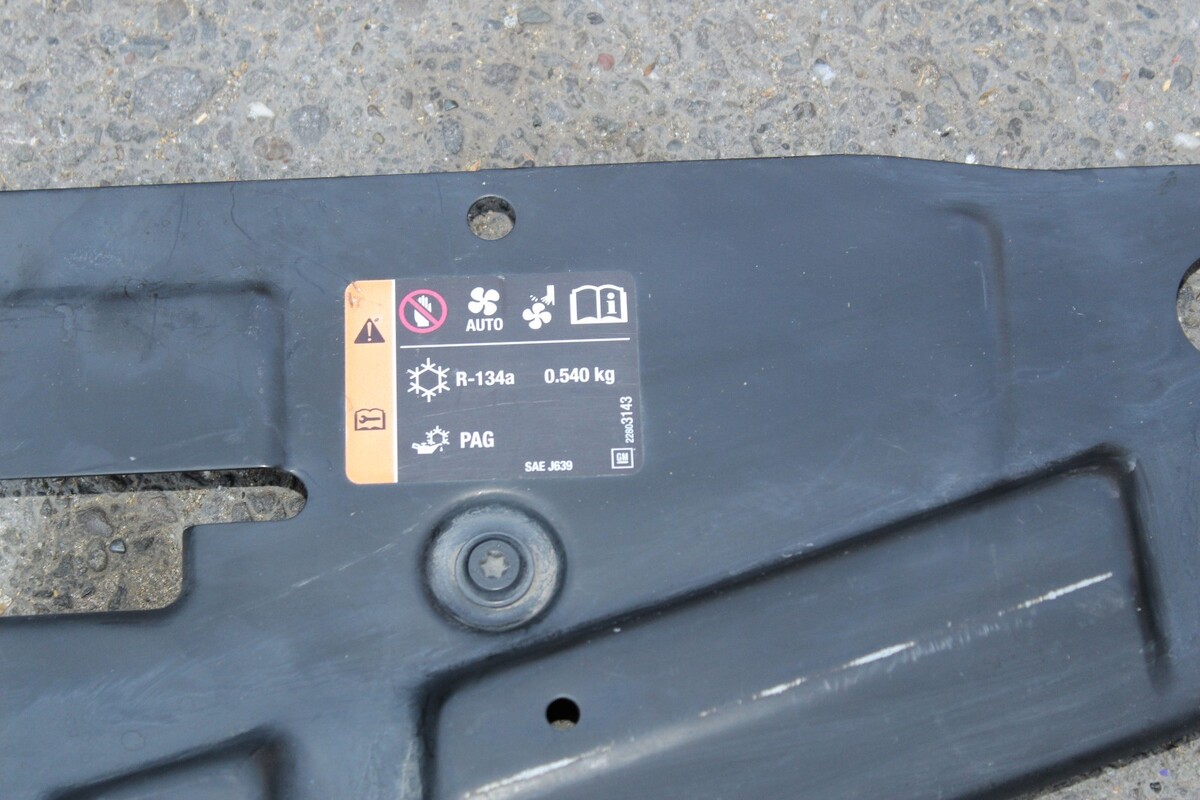 AUTO
R-134a 0.540 kg
PAG
22803143
SAE J639
GM